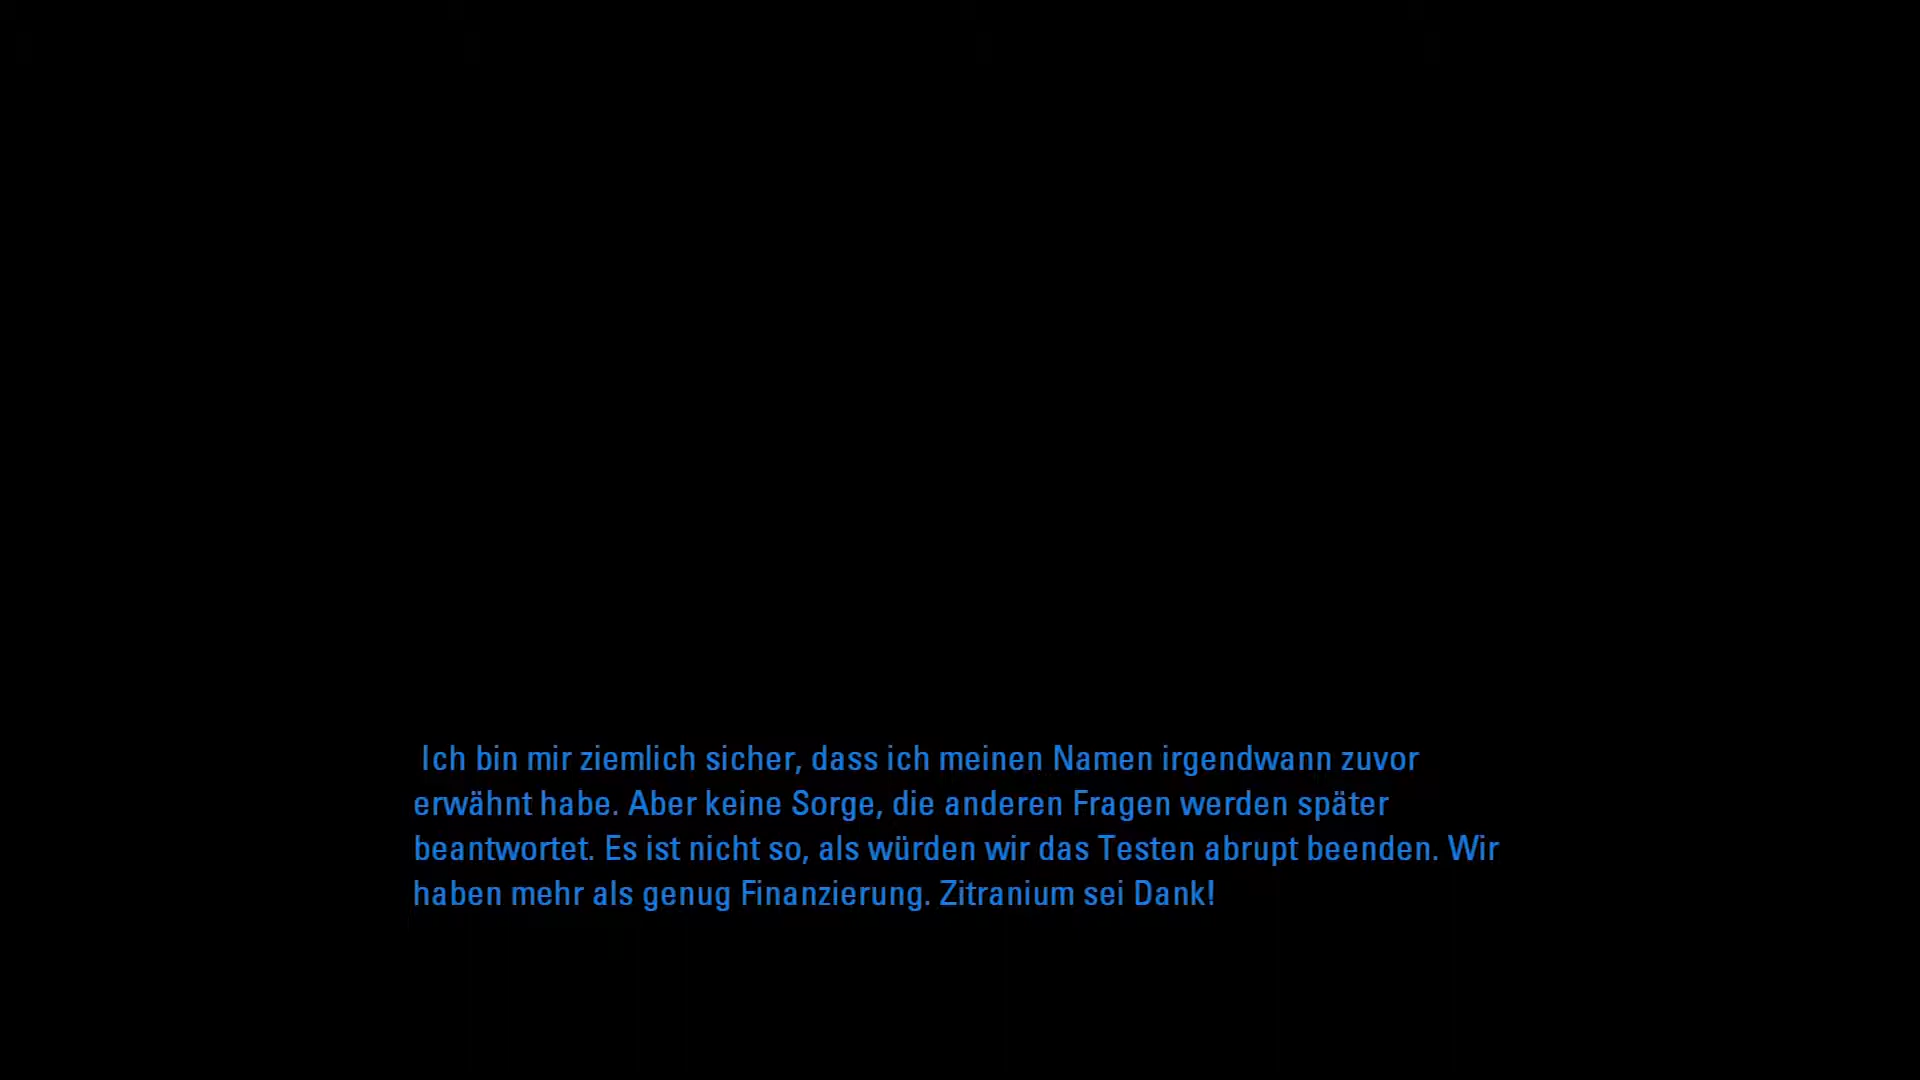 Ich bin mir ziemlich sicher, dass ich meinen Namen irgendwann zuvor
erwähnt habe. Aber keine Sorge, die anderen Fragen werden später
beantwortet. Es ist nicht so, als würden wir das Testen abrupt beenden. Wir
haben mehr als genug Finanzierung. Zitranium sei Dank!